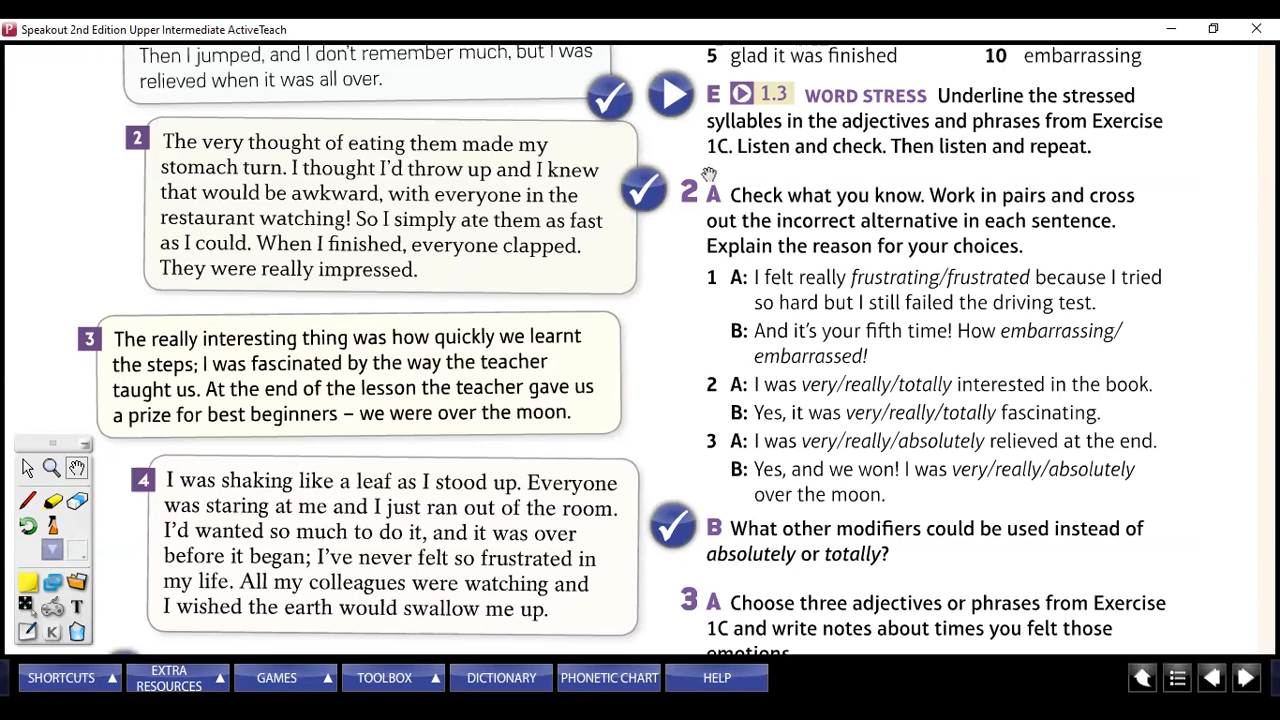 Speakout 2nd Edition Upper Intermediate ActiveTeach
Then I jumped, and I don't remember much, but I was
relieved when it was all over.
2
The very thought of eating them made my
stomach turn. I thought I'd throw up and I knew
that would be awkward, with everyone in the
restaurant watching! So I simply ate them as fast
as I could. When I finished, everyone clapped.
They were really impressed.
3
The really interesting thing was how quickly we learnt
the steps; I was fascinated by the way the teacher
taught us. At the end of the lesson the teacher gave us
a prize for best beginners – we were over the moon.
4
I was shaking like a leaf as I stood up. Everyone
was staring at me and I just ran out of the room.
I'd wanted so much to do it, and it was over
before it began; I've never felt so frustrated in
my life. All my colleagues were watching and
I wished the earth would swallow me up.
5 glad it was finished 10 embarrassing
E 1.3 WORD STRESS Underline the stressed
syllables in the adjectives and phrases from Exercise
1C. Listen and check. Then listen and repeat.
2 A Check what you know. Work in pairs and cross
out the incorrect alternative in each sentence.
Explain the reason for your choices.
1 A: I felt really frustrating/frustrated because I tried
so hard but I still failed the driving test.
B: And it's your fifth time! How embarrassing/
embarrassed!
2 A: I was very/really/totally interested in the book.
B: Yes, it was very/really/totally fascinating.
3 A: I was very/really/absolutely relieved at the end.
B: Yes, and we won! I was very/really/absolutely
over the moon.
B What other modifiers could be used instead of
absolutely or totally?
3 A Choose three adjectives or phrases from Exercise
1C and write notes about times you felt those
emotions.
T
K
SHORTCUTS
EXTRA
RESOURCES
GAMES
TOOLBOX
DICTIONARY
PHONETIC CHART
HELP